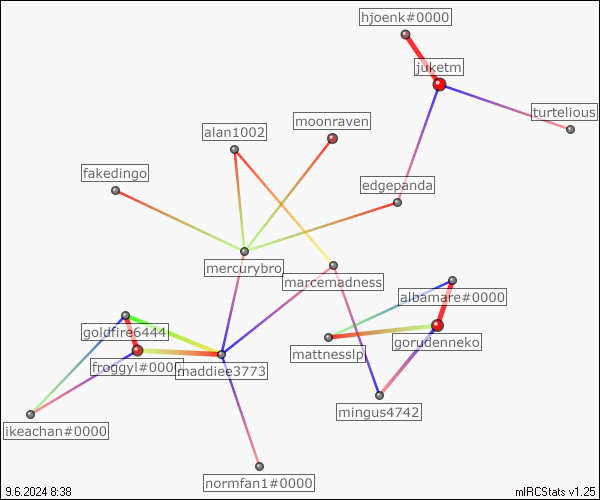 hjoenk#0000
juketm
turtelious
moonraven
alan1002
fakedingo
edgepanda
mercurybro
marcemadness
albamare#0000
goldfire6444
gorudenneko
mattnesslp
froggyl#0000
maddiee3773
mingus4742
ikeachan#0000
normfan1#0000
9.6.2024 8:38
mIRCStats v1.25